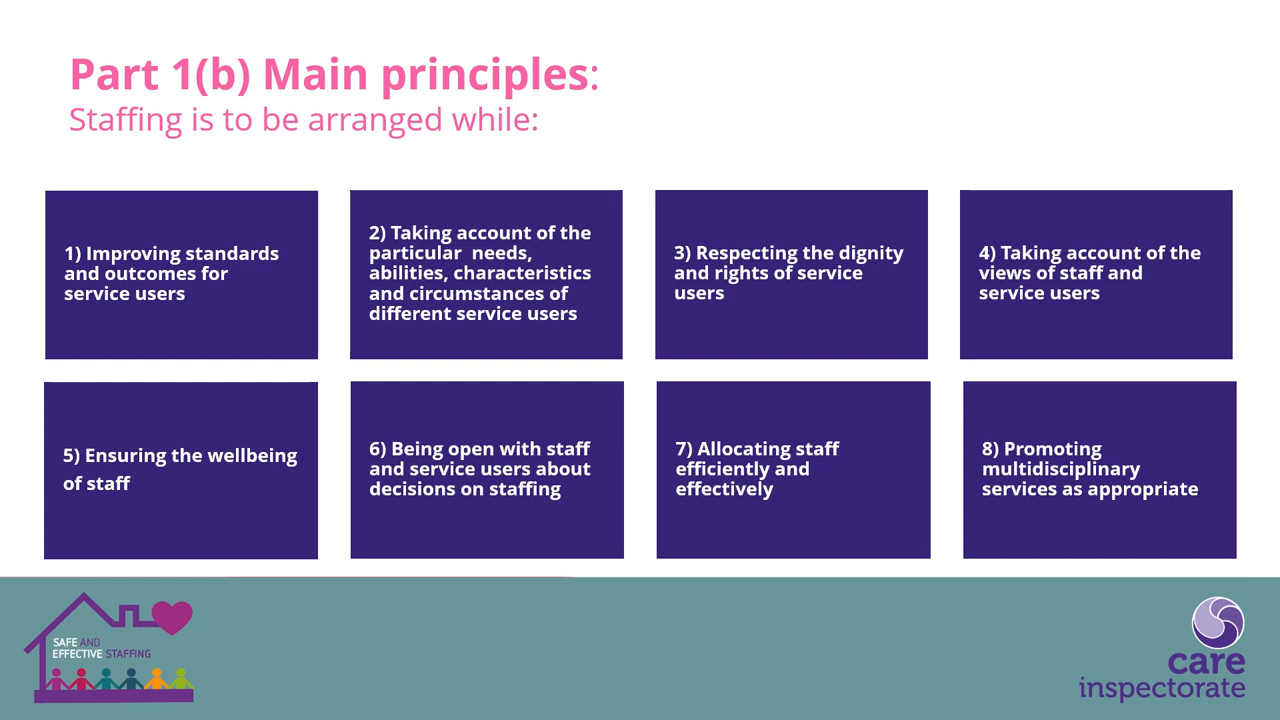 Part 1(b) Main principles:
Staffing is to be arranged while:
1) Improving standards
and outcomes for
service users
2) Taking account of the
particular  needs,
abilities, characteristics
and circumstances of
different service users
3) Respecting the dignity
and rights of service
users
4) Taking account of the
views of staff and
service users
5) Ensuring the wellbeing
of staff
6) Being open with staff
and service users about
decisions on staffing
7) Allocating staff
efficiently and
effectively
8) Promoting
multidisciplinary
services as appropriate
SAFE AND
EFFECTIVE STAFFING
care
inspectorate